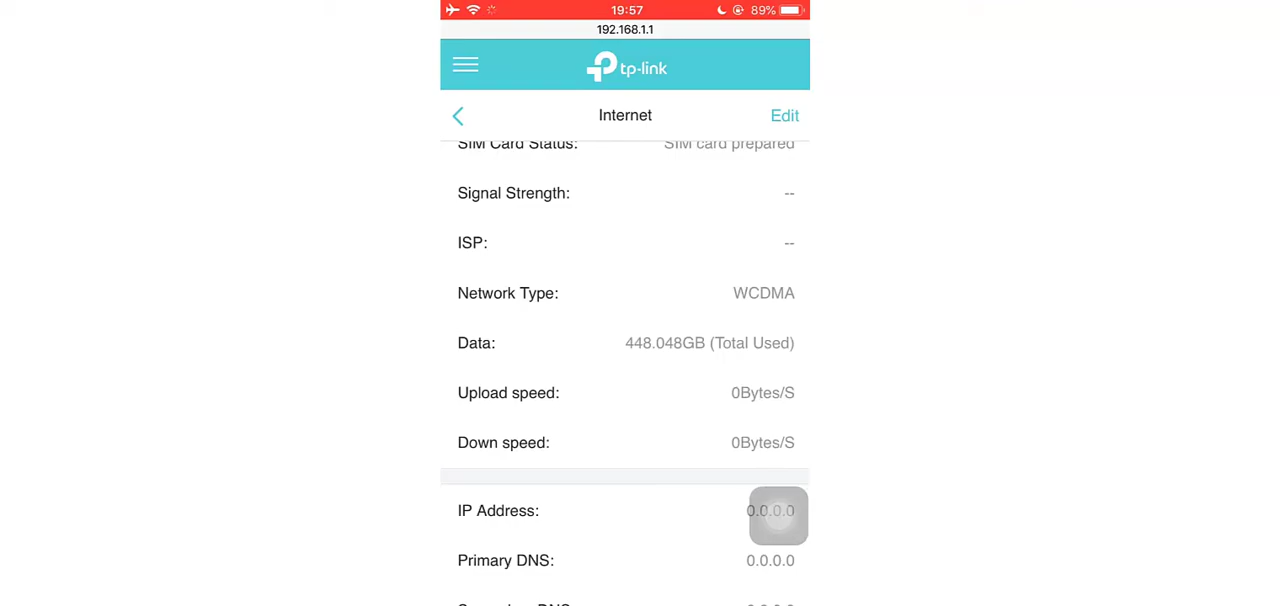 19:57 89%
192.168.1.1
tp-link
Internet Edit
SIM Card Status: SIM card prepared
Signal Strength: --
ISP: --
Network Type: WCDMA
Data: 448.048GB (Total Used)
Upload speed: 0Bytes/S
Down speed: 0Bytes/S
IP Address: 0.0.0.0
Primary DNS: 0.0.0.0